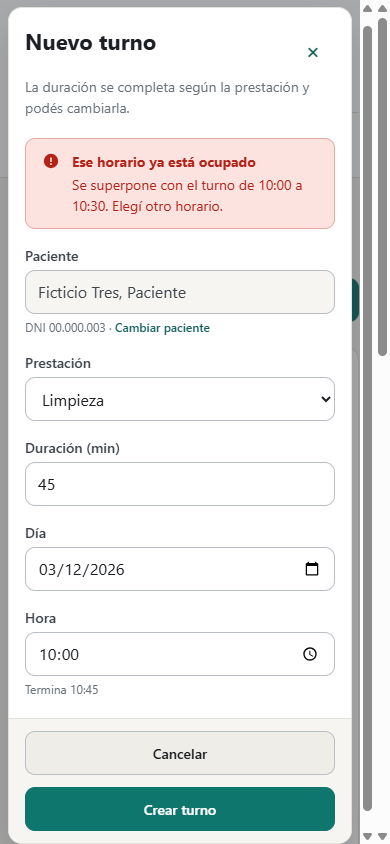 Nuevo turno
La duración se completa según la prestación y
podés cambiarla.
Ese horario ya está ocupado
Se superpone con el turno de 10:00 a
10:30. Elegí otro horario.
Paciente
Ficticio Tres, Paciente
DNI 00.000.003 · Cambiar paciente
Prestación
Limpieza
Duración (min)
45
Día
03/12/2026
Hora
10:00
Termina 10:45
Cancelar
Crear turno